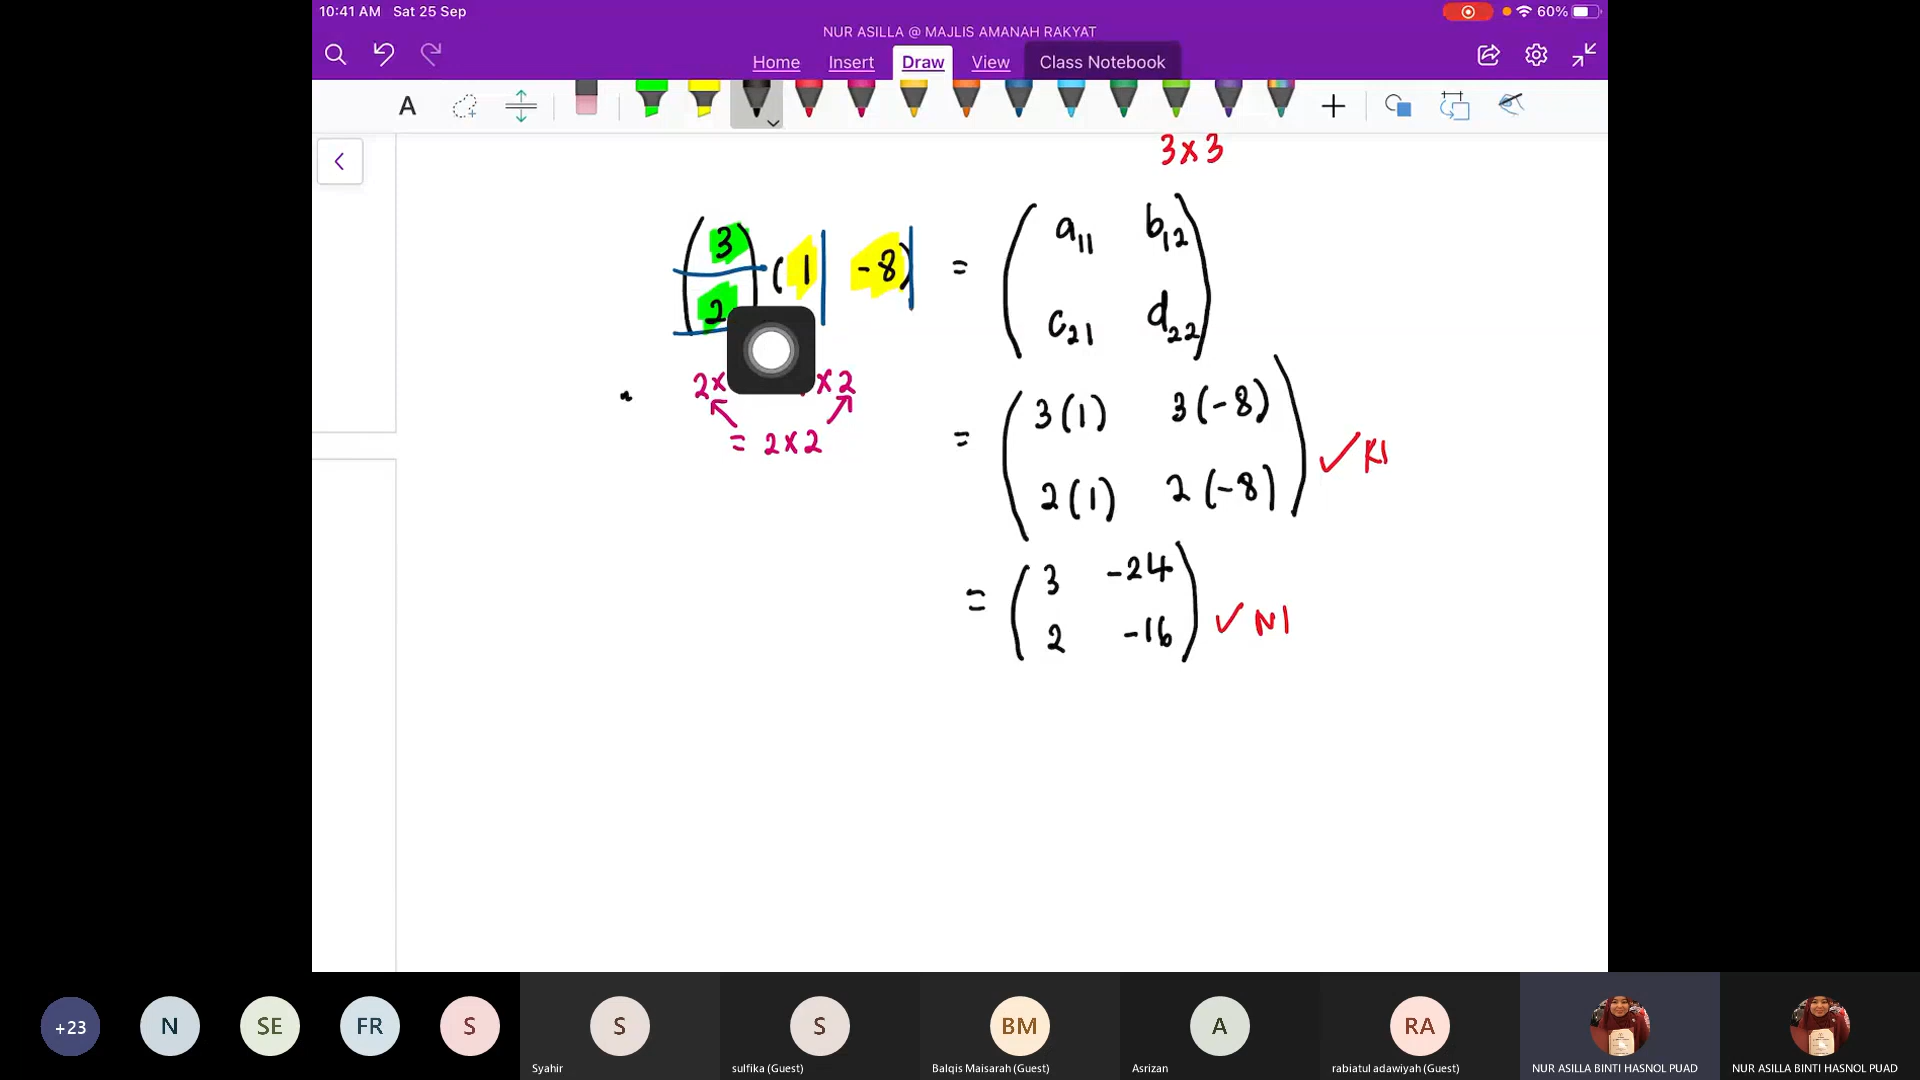 10:41 AM Sat 25 Sep
60%
NUR ASILLA @ MAJLIS AMANAH RAKYAT
Home Insert Draw View Class Notebook
A
3 x 3
(3 2) (1 -8) = (a11 b12
c21 d22)
2x x2
= 2x2
= (3(1) 3(-8)
2(1) 2(-8)) ✓ K1
= (3 -24
2 -16) ✓ N1
+23 N SE FR S S S BM A RA
Syahir sulfika (Guest) Balqis Maisarah (Guest) Asrizan rabiatul adawiyah (Guest) NUR ASILLA BINTI HASNOL PUAD NUR ASILLA BINTI HASNOL PUAD